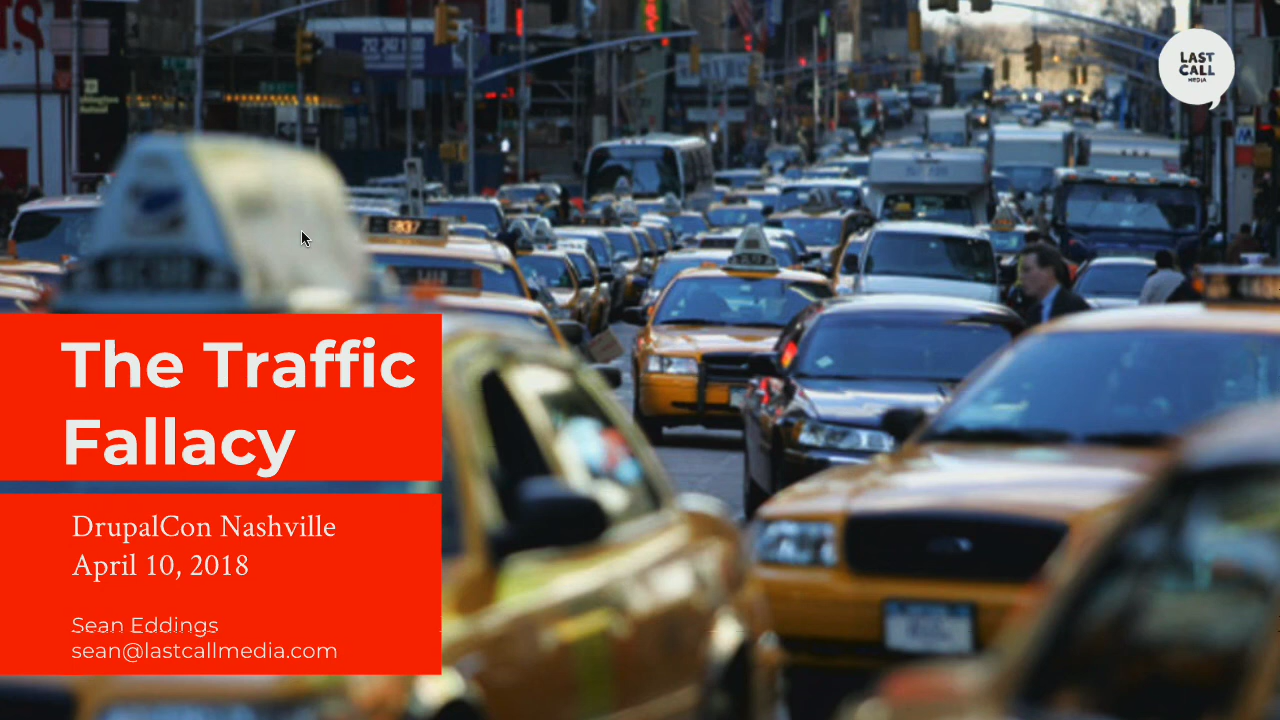 LAST
CALL
MEDIA
The Traffic
Fallacy
DrupalCon Nashville
April 10, 2018
Sean Eddings
sean@lastcallmedia.com